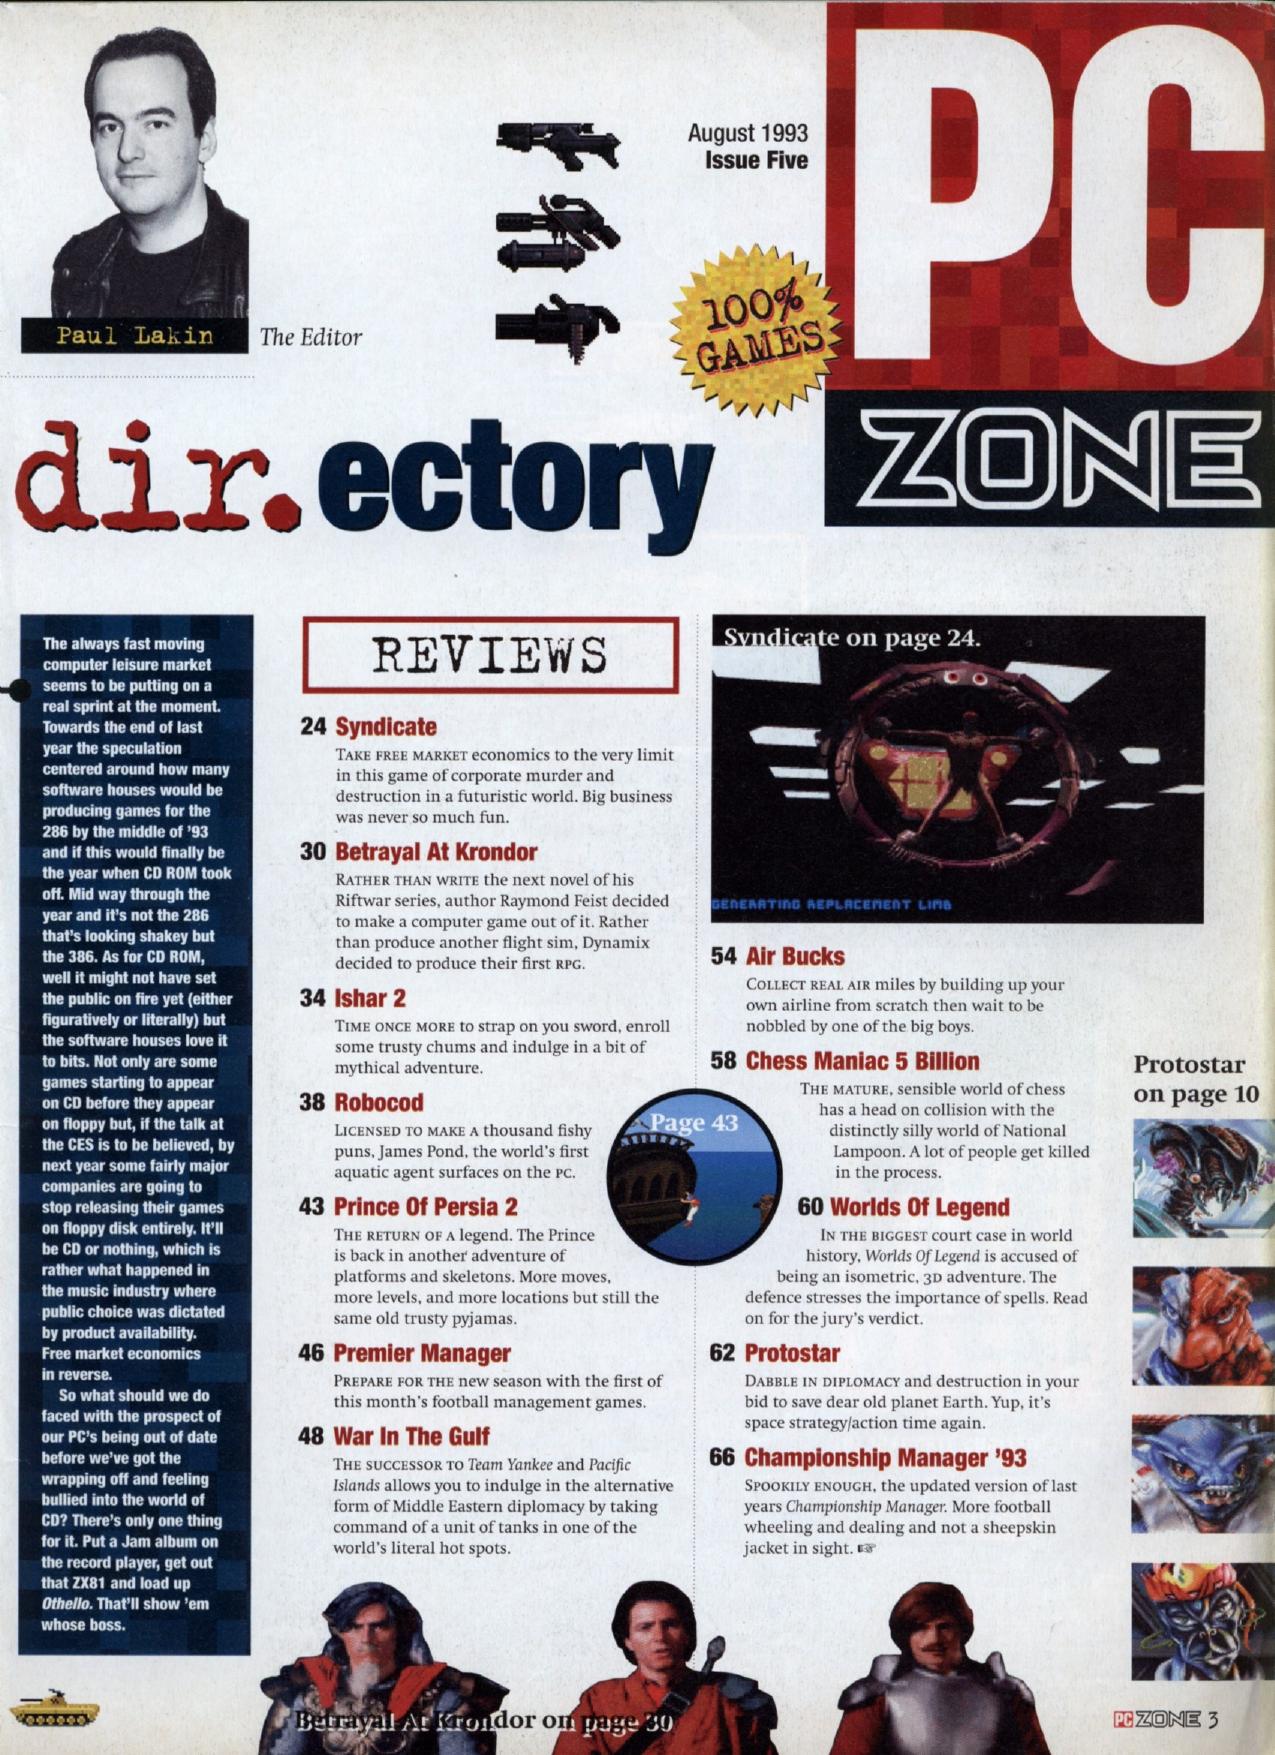 Paul Lakin
The Editor
August 1993
Issue Five
100%
GAMES
PC
ZONE
dir.ectory
The always fast moving
computer leisure market
seems to be putting on a
real sprint at the moment.
Towards the end of last
year the speculation
centered around how many
software houses would be
producing games for the
286 by the middle of '93
and if this would finally be
the year when CD ROM took
off. Mid way through the
year and it's not the 286
that's looking shakey but
the 386. As for CD ROM,
well it might not have set
the public on fire yet (either
figuratively or literally) but
the software houses love it
to bits. Not only are some
games starting to appear
on CD before they appear
on floppy but, if the talk at
the CES is to be believed, by
next year some fairly major
companies are going to
stop releasing their games
on floppy disk entirely. It'll
be CD or nothing, which is
rather what happened in
the music industry where
public choice was dictated
by product availability.
Free market economics
in reverse.
So what should we do
faced with the prospect of
our PC's being out of date
before we've got the
wrapping off and feeling
bullied into the world of
CD? There's only one thing
for it. Put a Jam album on
the record player, get out
that ZX81 and load up
Othello. That'll show 'em
whose boss.
REVIEWS
24 Syndicate
TAKE FREE MARKET economics to the very limit
in this game of corporate murder and
destruction in a futuristic world. Big business
was never so much fun.
30 Betrayal At Krondor
RATHER THAN WRITE the next novel of his
Riftwar series, author Raymond Feist decided
to make a computer game out of it. Rather
than produce another flight sim, Dynamix
decided to produce their first RPG.
34 Ishar 2
TIME ONCE MORE to strap on you sword, enroll
some trusty chums and indulge in a bit of
mythical adventure.
38 Robocod
LICENSED TO MAKE A thousand fishy
puns, James Pond, the world's first
aquatic agent surfaces on the PC.
43 Prince Of Persia 2
THE RETURN OF A legend. The Prince
is back in another adventure of
platforms and skeletons. More moves,
more levels, and more locations but still the
same old trusty pyjamas.
46 Premier Manager
PREPARE FOR THE new season with the first of
this month's football management games.
48 War In The Gulf
THE SUCCESSOR TO Team Yankee and Pacific
Islands allows you to indulge in the alternative
form of Middle Eastern diplomacy by taking
command of a unit of tanks in one of the
world's literal hot spots.
Page 43
Syndicate on page 24.
GENERATING REPLACEMENT LIMB
54 Air Bucks
COLLECT REAL AIR miles by building up your
own airline from scratch then wait to be
nobbled by one of the big boys.
58 Chess Maniac 5 Billion
THE MATURE, sensible world of chess
has a head on collision with the
distinctly silly world of National
Lampoon. A lot of people get killed
in the process.
60 Worlds Of Legend
IN THE BIGGEST court case in world
history, Worlds Of Legend is accused of
being an isometric, 3D adventure. The
defence stresses the importance of spells. Read
on for the jury's verdict.
62 Protostar
DABBLE IN DIPLOMACY and destruction in your
bid to save dear old planet Earth. Yup, it's
space strategy/action time again.
66 Championship Manager '93
SPOOKILY ENOUGH, the updated version of last
years Championship Manager. More football
wheeling and dealing and not a sheepskin
jacket in sight. ☞
Protostar
on page 10
Betrayal At Krondor on page 30
PC ZONE 3